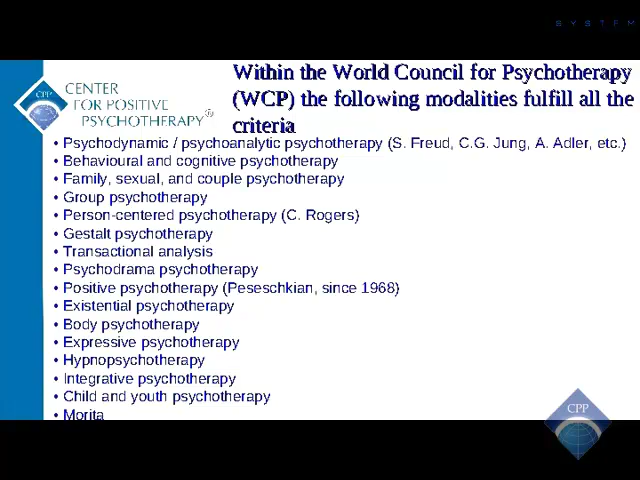 SYSTEM
CPP
CENTER
FOR POSITIVE
PSYCHOTHERAPY®
Within the World Council for Psychotherapy
(WCP) the following modalities fulfill all the
criteria
• Psychodynamic / psychoanalytic psychotherapy (S. Freud, C.G. Jung, A. Adler, etc.)
• Behavioural and cognitive psychotherapy
• Family, sexual, and couple psychotherapy
• Group psychotherapy
• Person-centered psychotherapy (C. Rogers)
• Gestalt psychotherapy
• Transactional analysis
• Psychodrama psychotherapy
• Positive psychotherapy (Peseschkian, since 1968)
• Existential psychotherapy
• Body psychotherapy
• Expressive psychotherapy
• Hypnopsychotherapy
• Integrative psychotherapy
• Child and youth psychotherapy
• Morita
CPP